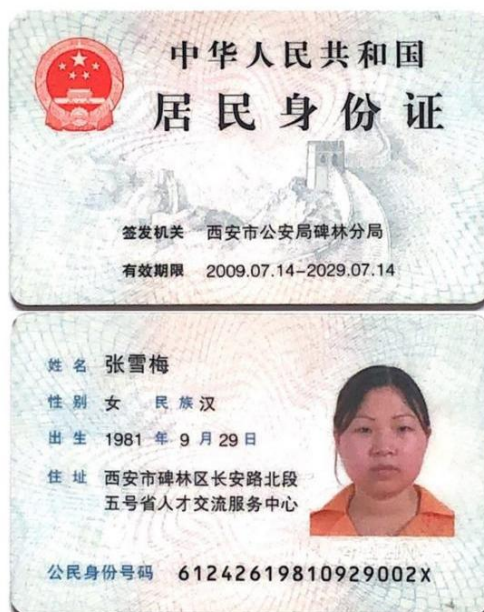 中华人民共和国
居民身份证
签发机关 西安市公安局碑林分局
有效期限 2009.07.14-2029.07.14
姓名 张雪梅
性别 女 民族 汉
出生 1981 年 9 月 29 日
住址 西安市碑林区长安路北段
五号省人才交流服务中心
公民身份号码 61242619810929002X